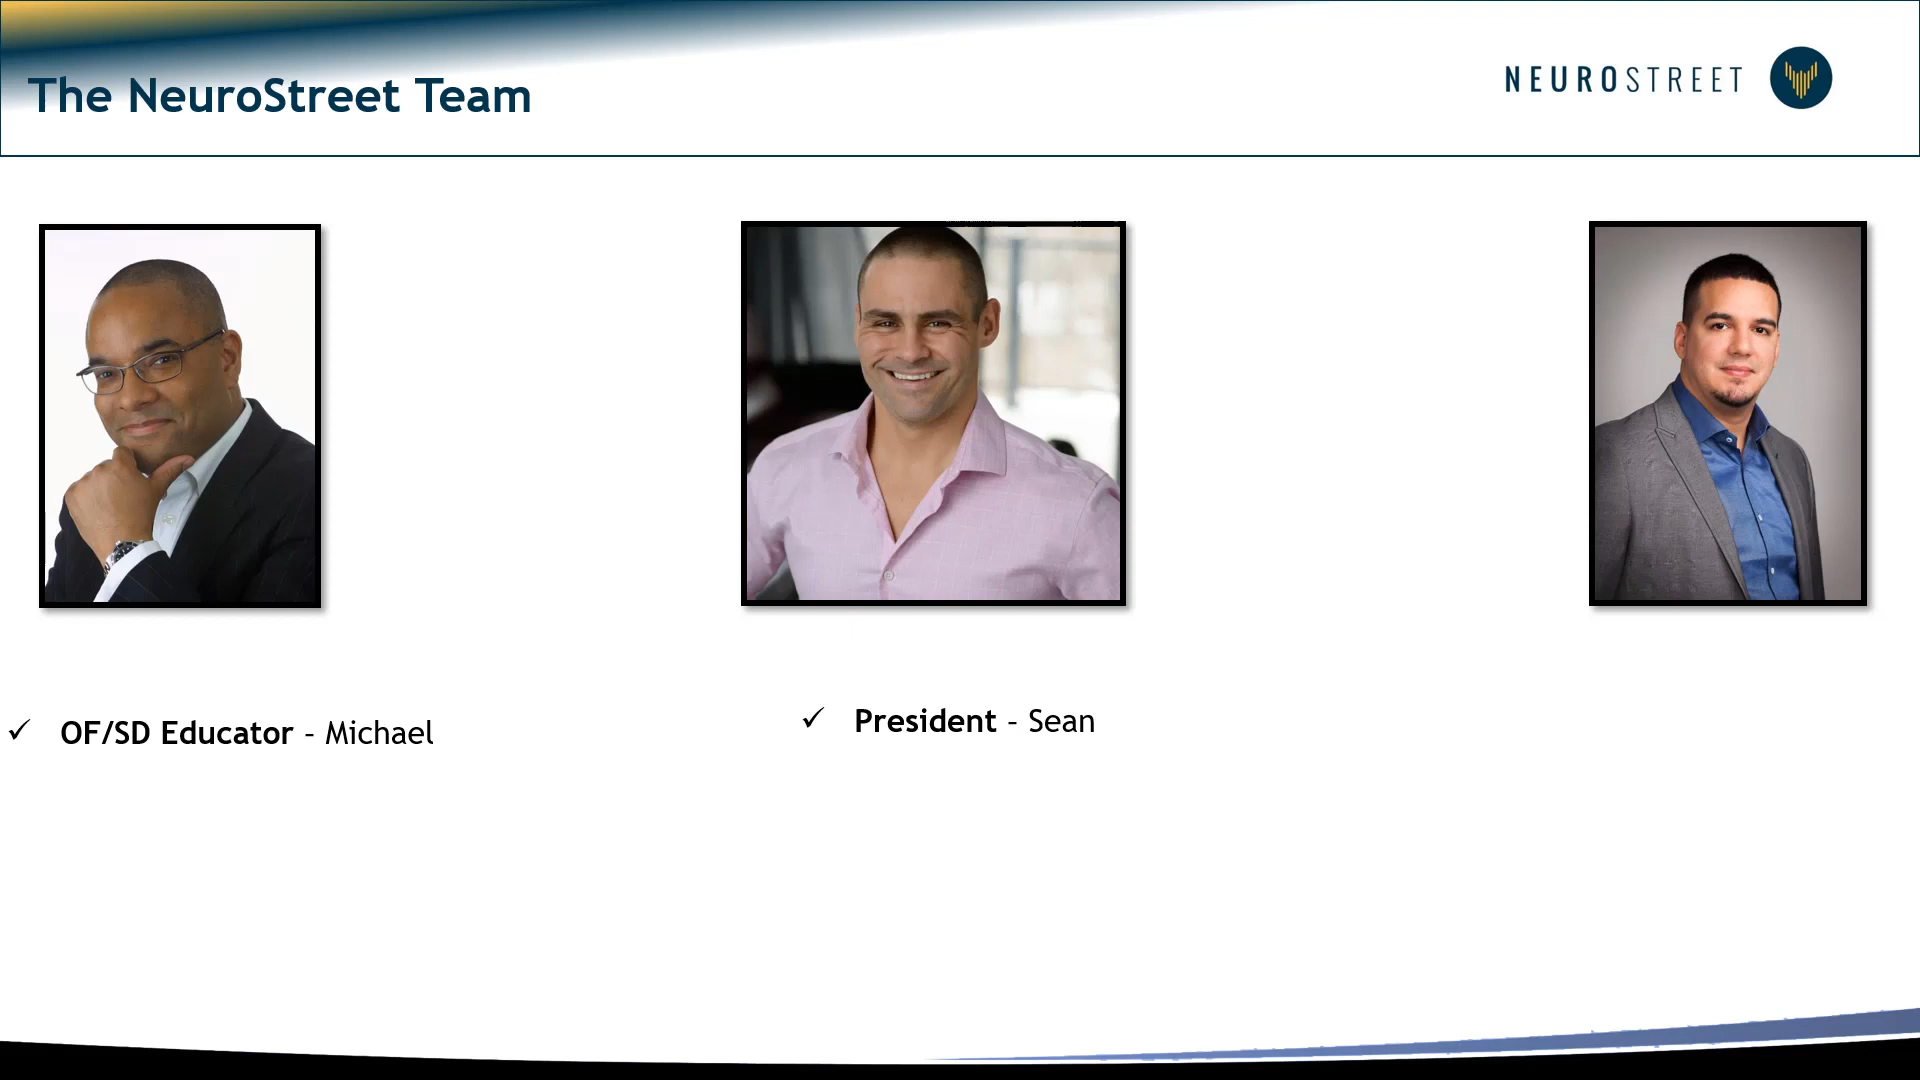 The NeuroStreet Team
NEUROSTREET
✓ OF/SD Educator – Michael
✓ President – Sean